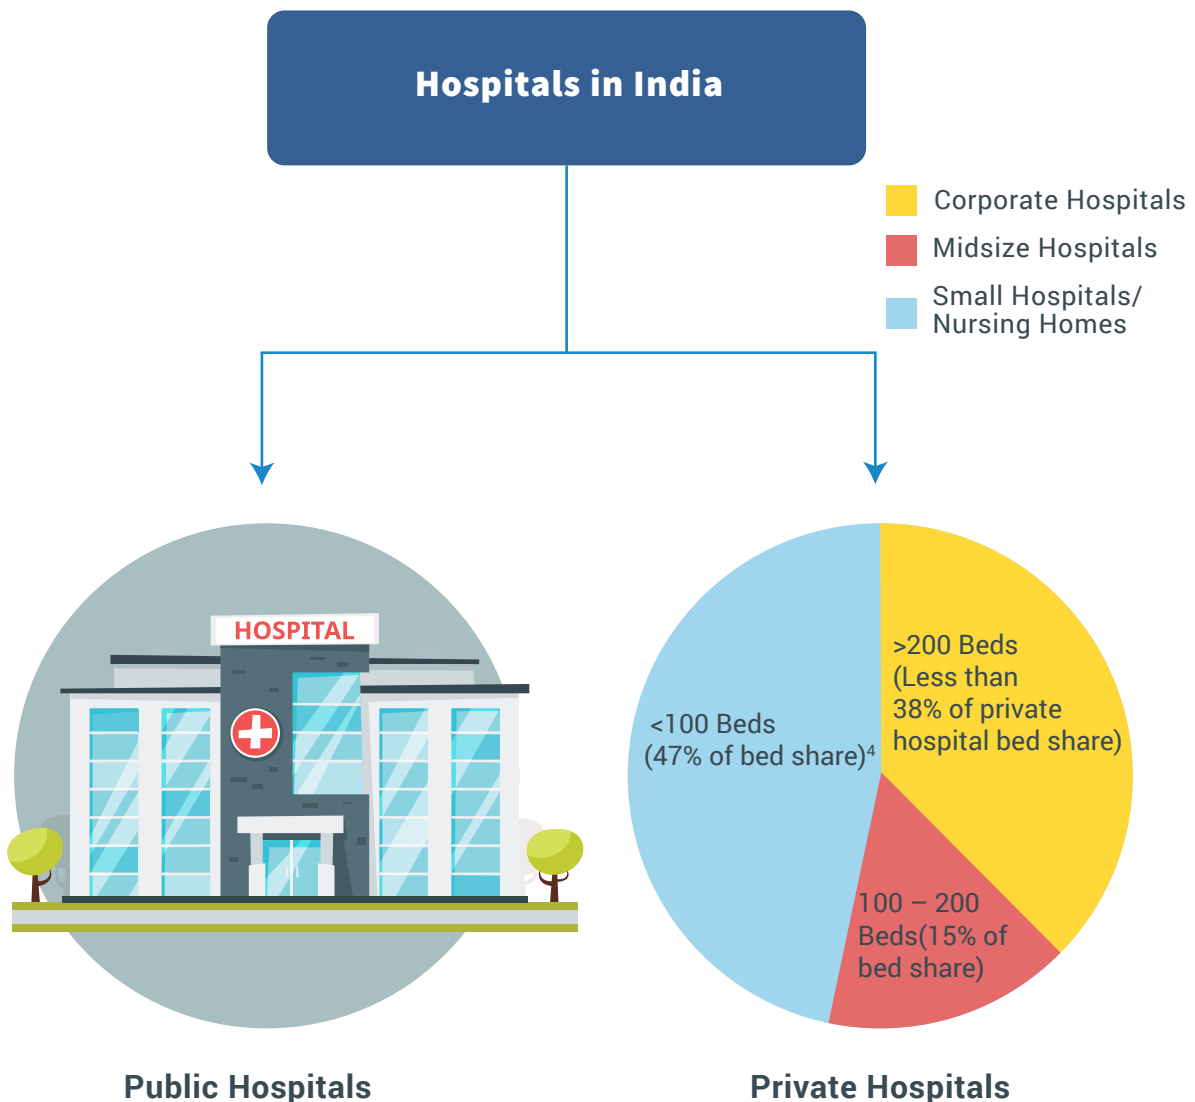 Hospitals in India
Corporate Hospitals
Midsize Hospitals
Small Hospitals/
Nursing Homes
HOSPITAL
>200 Beds
(Less than
38% of private
hospital bed share)
<100 Beds
(47% of bed share)⁴
100 – 200
Beds(15% of
bed share)
Public Hospitals
Private Hospitals